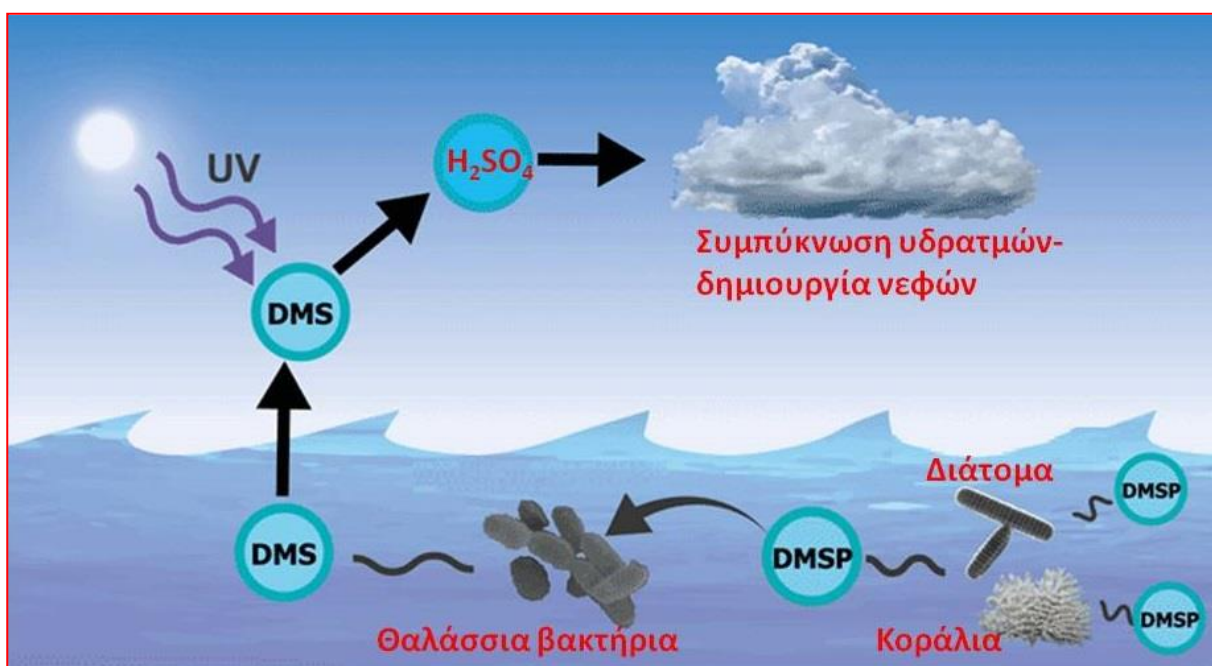 UV
H₂SO₄
Συμπύκνωση υδρατμών-
δημιουργία νεφών
DMS
Διάτομα
DMSP
DMS
DMSP
Θαλάσσια βακτήρια
Κοράλια
DMSP